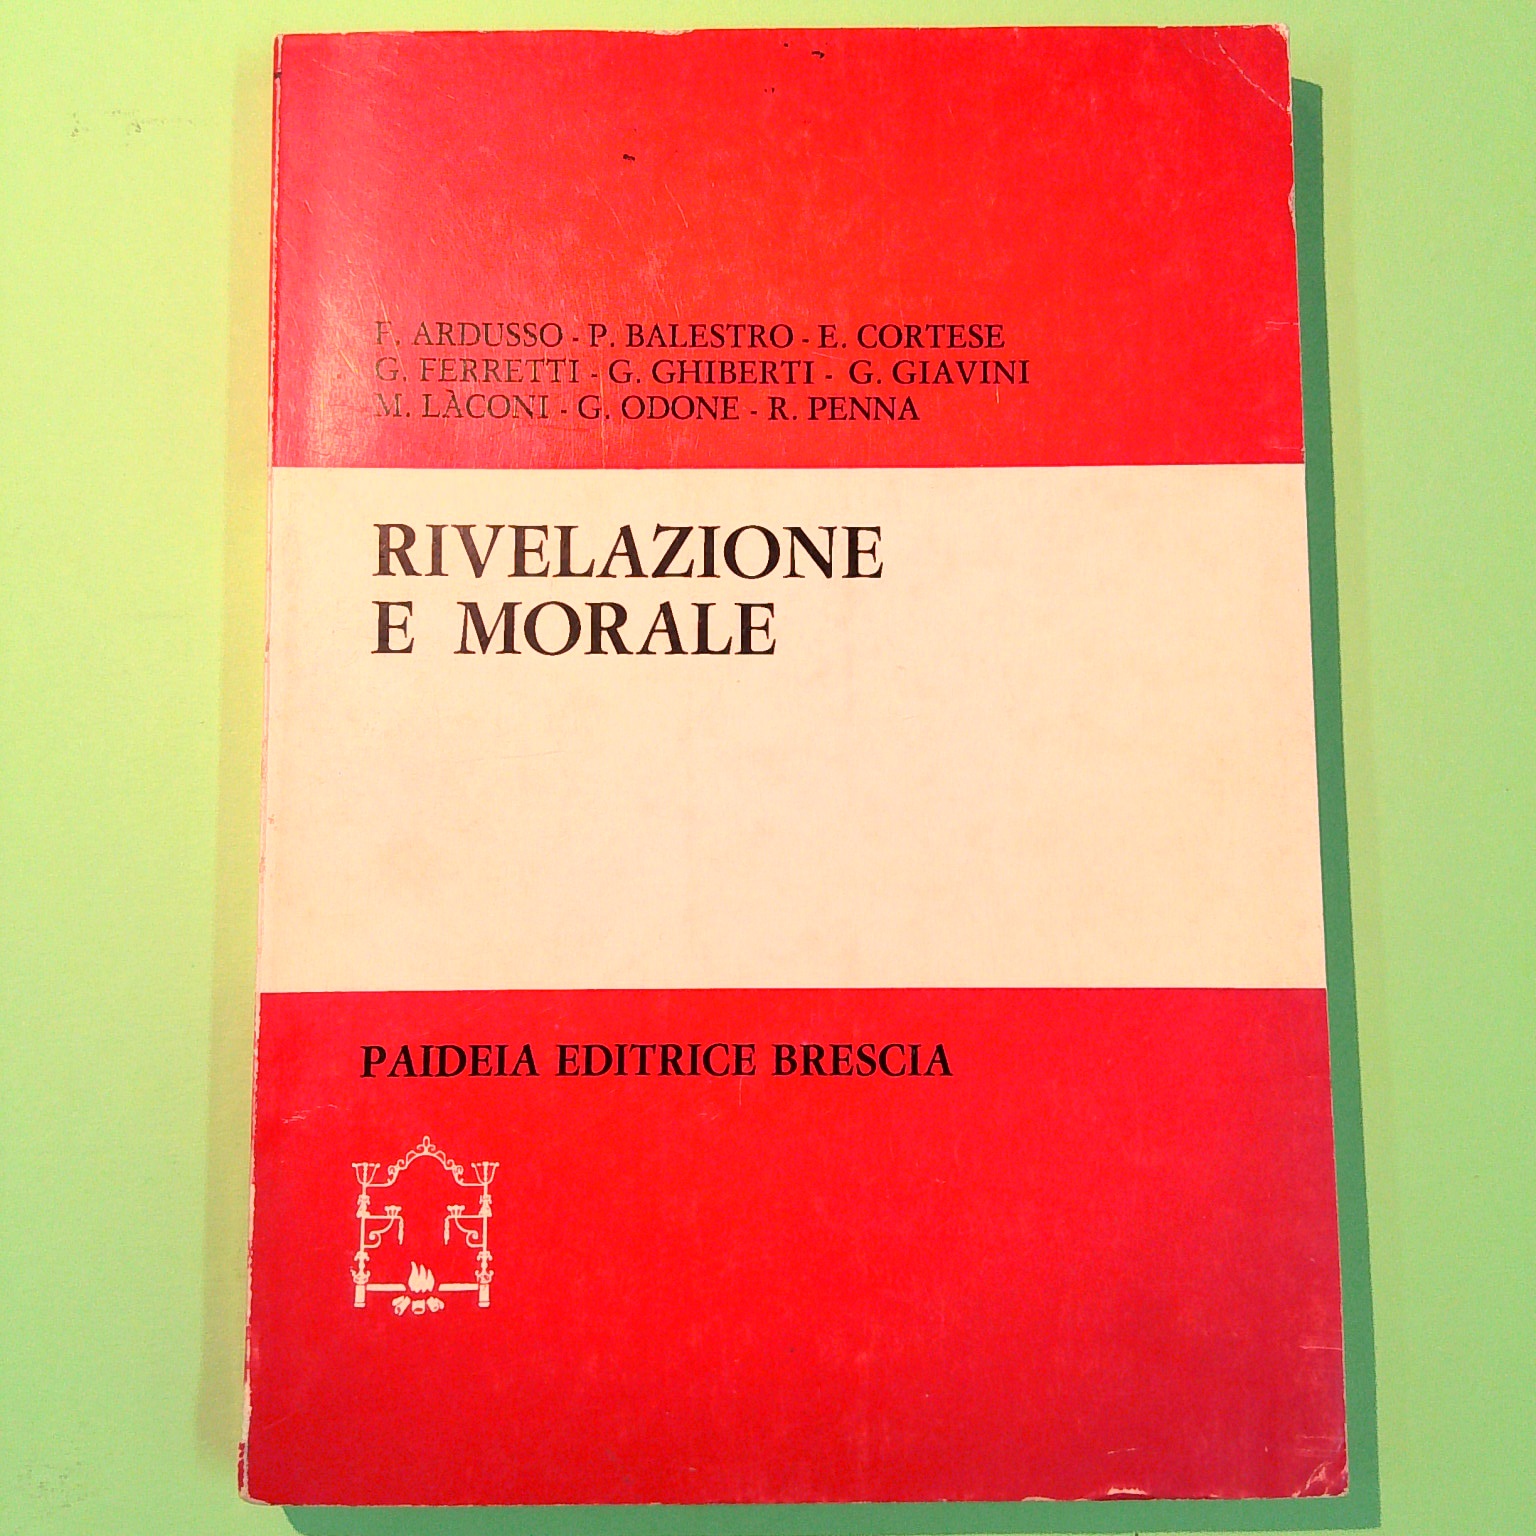 F. ARDUSSO - P. BALESTRO - E. CORTESE
G. FERRETTI - G. GHIBERTI - G. GIAVINI
M. LÀCONI - G. ODONE - R. PENNA
RIVELAZIONE
E MORALE
PAIDEIA EDITRICE BRESCIA